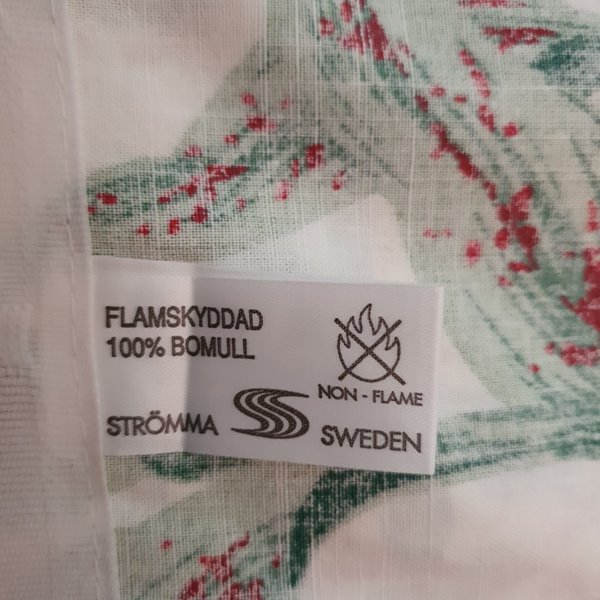 FLAMSKYDDAD
100% BOMULL
NON - FLAME
STRÖMMA SWEDEN